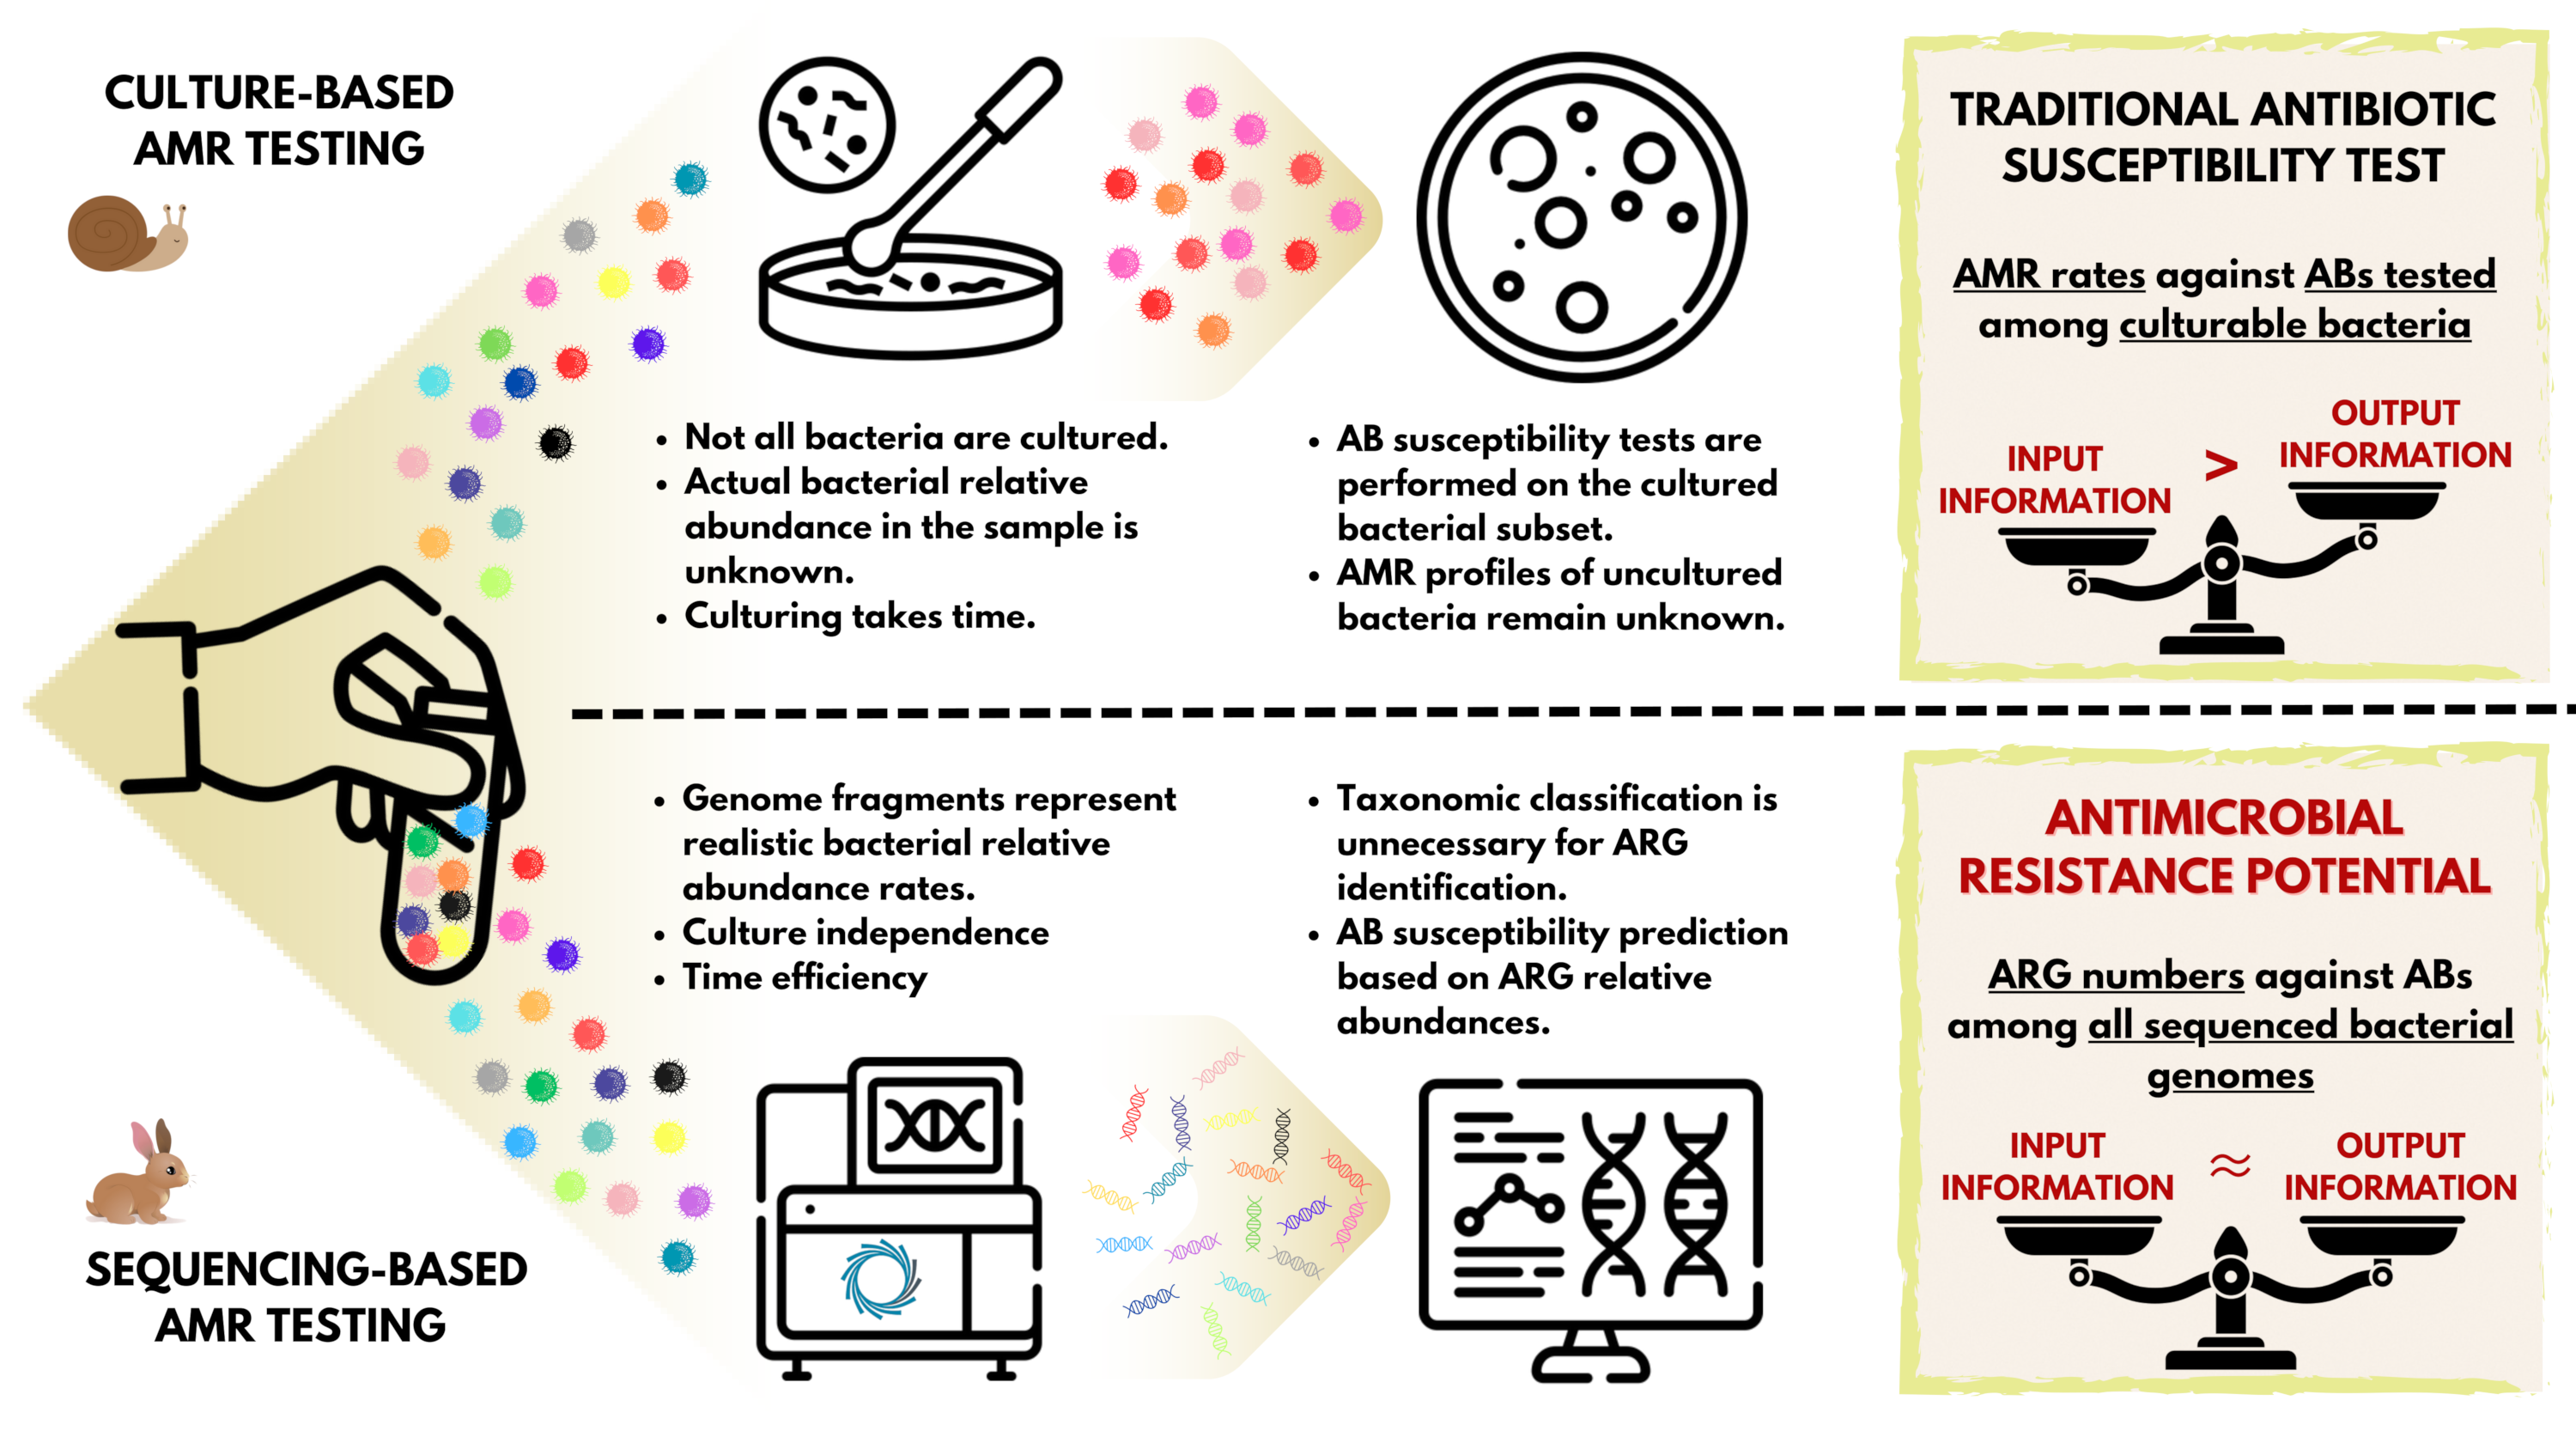 CULTURE-BASED
AMR TESTING
• Not all bacteria are cultured.
• Actual bacterial relative
abundance in the sample is
unknown.
• Culturing takes time.
• AB susceptibility tests are
performed on the cultured
bacterial subset.
• AMR profiles of uncultured
bacteria remain unknown.
TRADITIONAL ANTIBIOTIC
SUSCEPTIBILITY TEST
AMR rates against ABs tested
among culturable bacteria
INPUT
INFORMATION
>
OUTPUT
INFORMATION
SEQUENCING-BASED
AMR TESTING
• Genome fragments represent
realistic bacterial relative
abundance rates.
• Culture independence
• Time efficiency
• Taxonomic classification is
unnecessary for ARG
identification.
• AB susceptibility prediction
based on ARG relative
abundances.
ANTIMICROBIAL
RESISTANCE POTENTIAL
ARG numbers against ABs
among all sequenced bacterial
genomes
INPUT
INFORMATION
≈
OUTPUT
INFORMATION